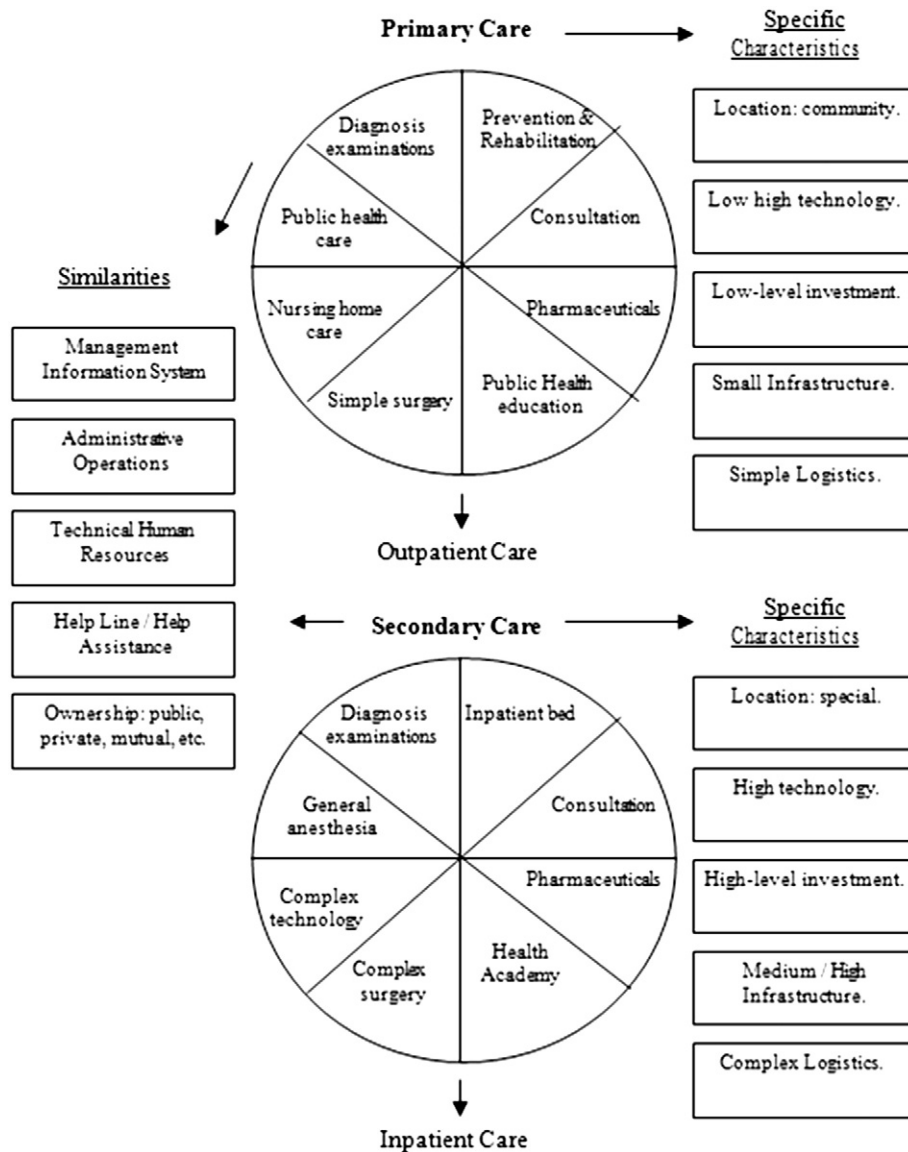 Primary Care
Specific
Characteristics
Diagnosis
examinations
Prevention &
Rehabilitation
Public health
care
Consultation
Nursing home
care
Pharmaceuticals
Simple surgery
Public Health
education
Location: community.
Low high technology.
Low-level investment.
Small Infrastructure.
Simple Logistics.
Similarities
Management
Information System
Administrative
Operations
Technical Human
Resources
Help Line / Help
Assistance
Ownership: public,
private, mutual, etc.
Outpatient Care
Secondary Care
Specific
Characteristics
Diagnosis
examinations
Inpatient bed
General
anesthesia
Consultation
Complex
technology
Pharmaceuticals
Complex
surgery
Health
Academy
Location: special.
High technology.
High-level investment.
Medium / High
Infrastructure.
Complex Logistics.
Inpatient Care